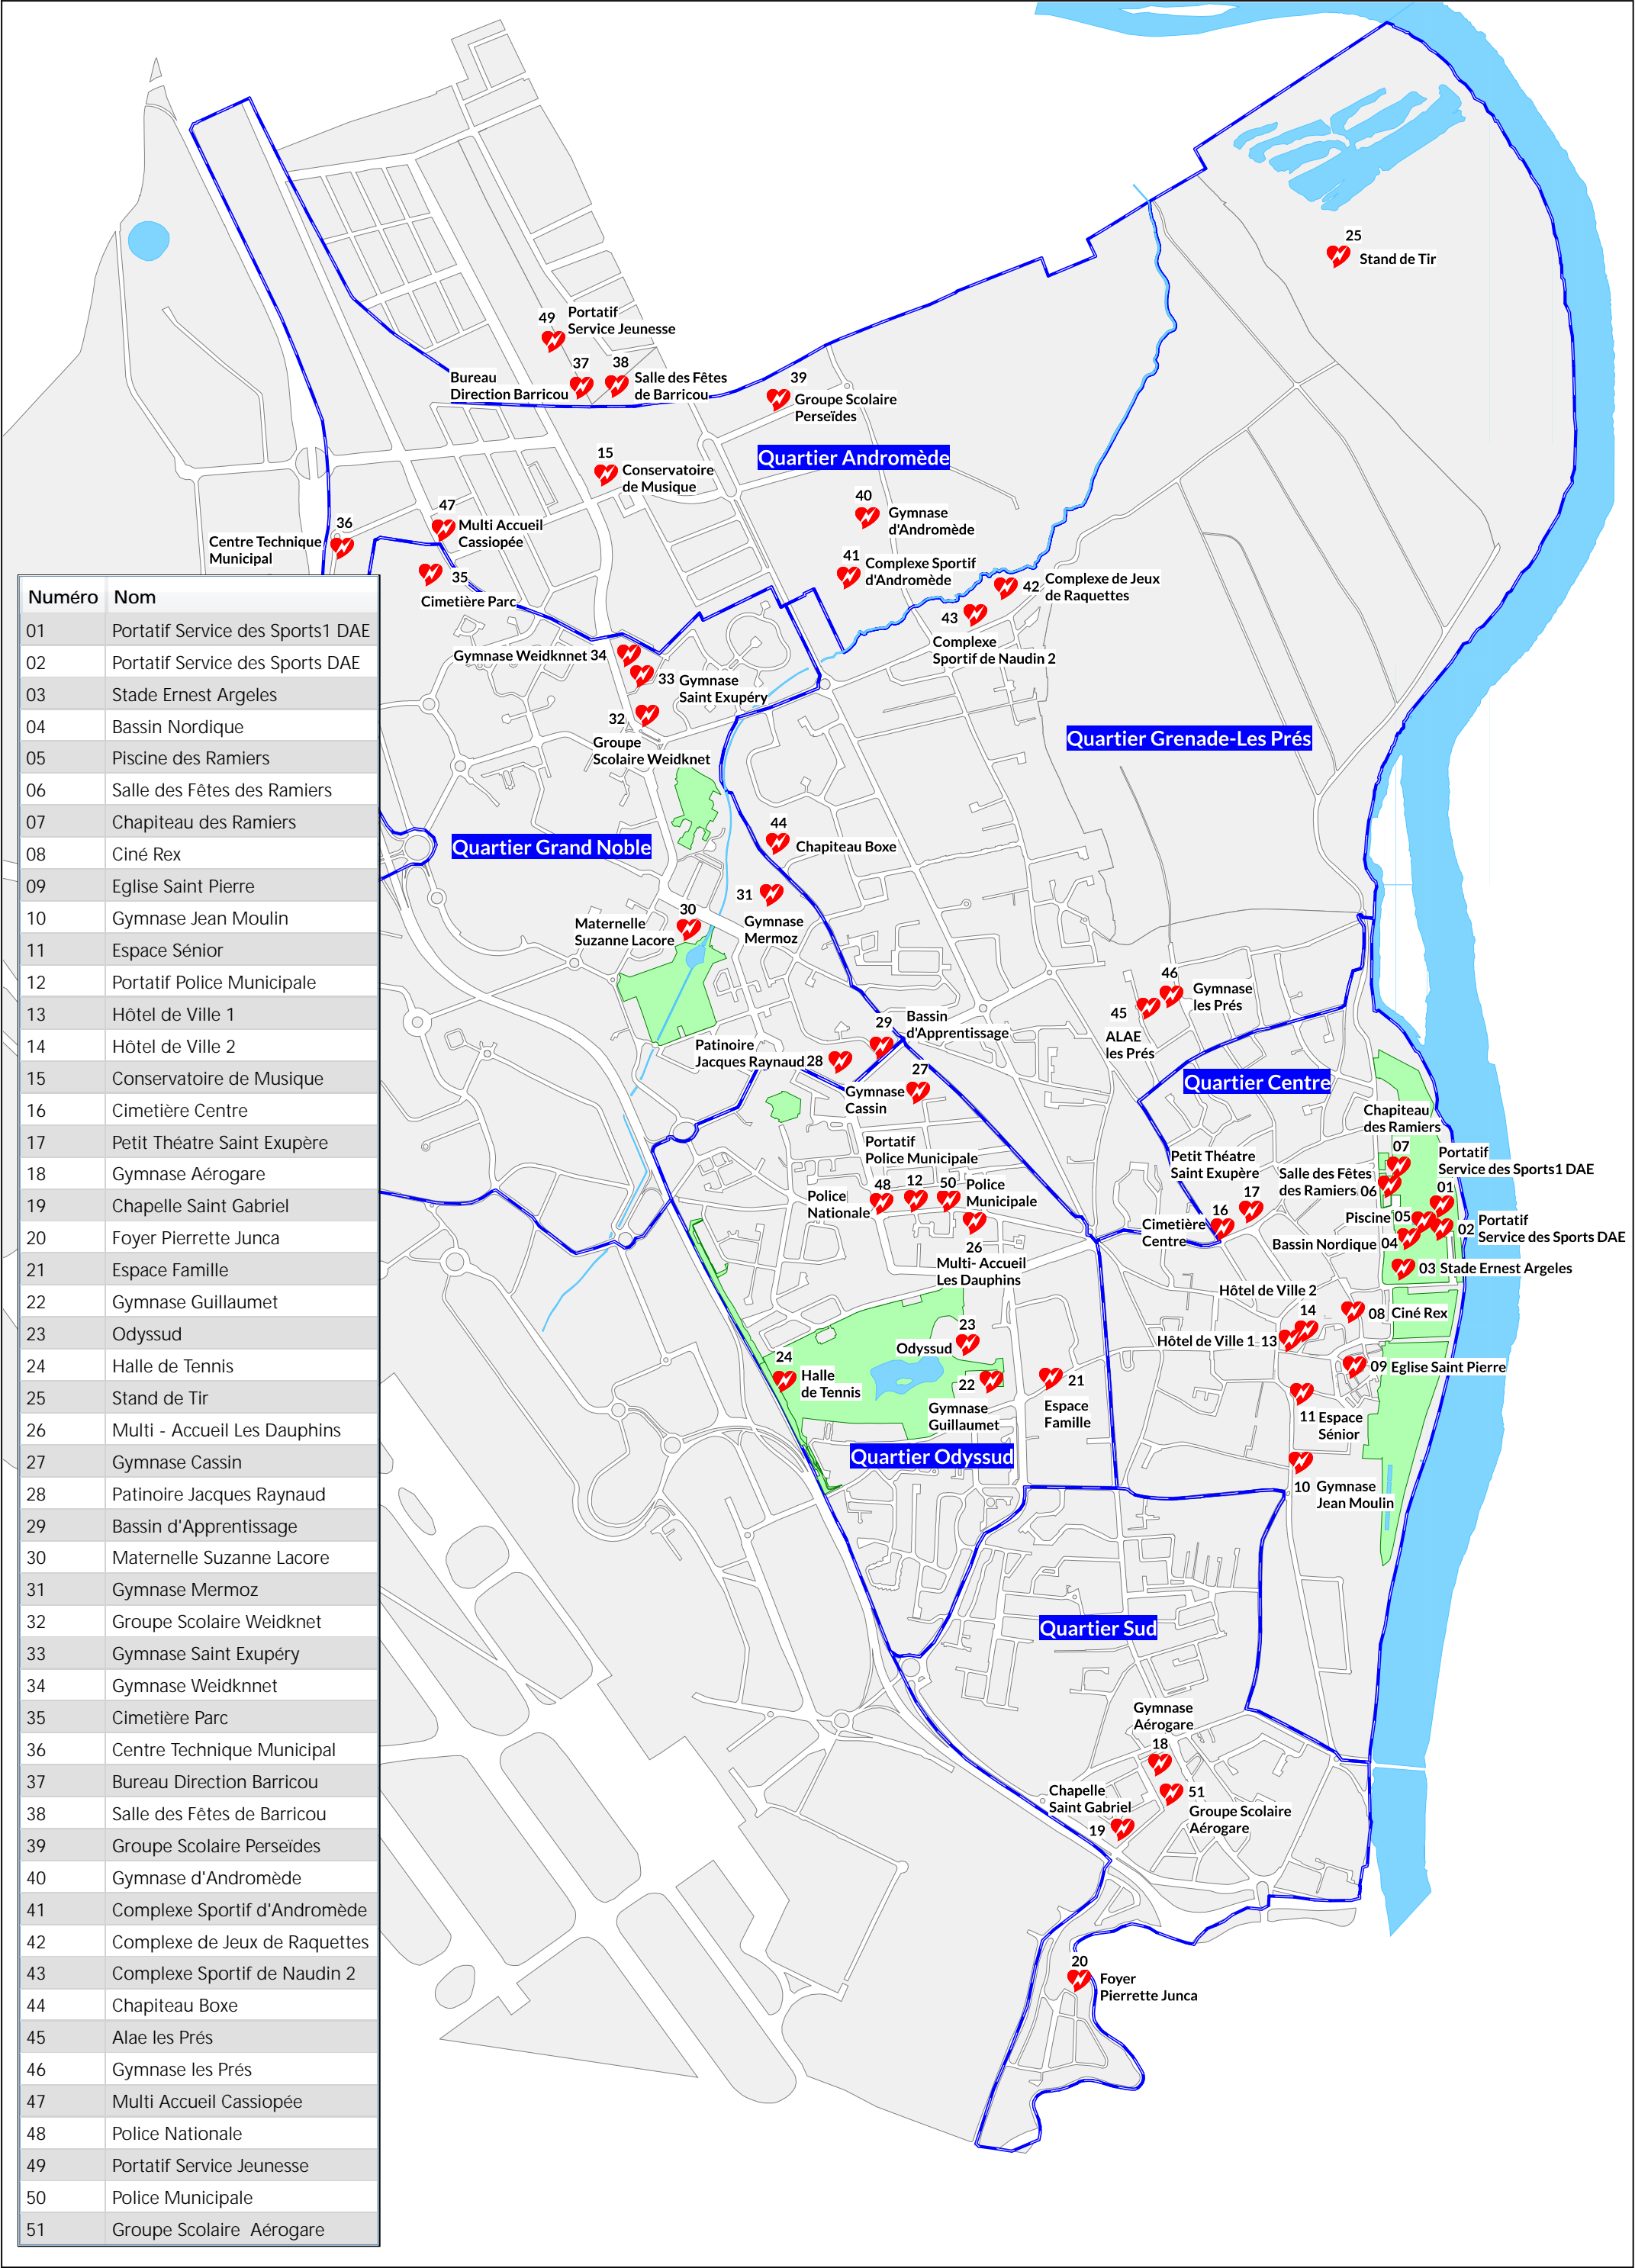 25
Stand de Tir
49
Portatif
Service Jeunesse
37
38
Bureau
Direction Barricou
Salle des Fêtes
de Barricou
39
Groupe Scolaire
Perseïdes
Quartier Andromède
15
Conservatoire
de Musique
40
Gymnase
d'Andromède
47
Multi Accueil
Cassiopée
36
Centre Technique
Municipal
41
Complexe Sportif
d'Andromède
35
Cimetière Parc
42
Complexe de Jeux
de Raquettes
43
Complexe
Sportif de Naudin 2
Gymnase Weidknnet 34
33
Gymnase
Saint Exupéry
32
Groupe
Scolaire Weidknet
Quartier Grenade-Les Prés
Quartier Grand Noble
44
Chapiteau Boxe
31
Gymnase
Mermoz
30
Maternelle
Suzanne Lacore
46
Gymnase
les Prés
45
ALAE
les Prés
29
Bassin
d'Apprentissage
Patinoire
Jacques Raynaud 28
27
Gymnase
Cassin
Quartier Centre
Chapiteau
des Ramiers
07
Portatif
Service des Sports1 DAE
01
Portatif
Police Municipale
48
12
50
Police
Nationale
Police
Municipale
Petit Théatre
Saint Exupère
17
16
Cimetière
Centre
Salle des Fêtes
des Ramiers 06
Piscine 05
02
Portatif
Service des Sports DAE
Bassin Nordique 04
03 Stade Ernest Argeles
26
Multi- Accueil
Les Dauphins
Hôtel de Ville 2
14
08 Ciné Rex
Hôtel de Ville 1 13
09 Eglise Saint Pierre
23
Odyssud
24
Halle
de Tennis
22
Gymnase
Guillaumet
21
Espace
Famille
11 Espace
Sénior
Quartier Odyssud
10 Gymnase
Jean Moulin
Quartier Sud
Gymnase
Aérogare
18
51
Groupe Scolaire
Aérogare
Chapelle
Saint Gabriel
19
20
Foyer
Pierrette Junca
Numéro Nom
01 Portatif Service des Sports1 DAE
02 Portatif Service des Sports DAE
03 Stade Ernest Argeles
04 Bassin Nordique
05 Piscine des Ramiers
06 Salle des Fêtes des Ramiers
07 Chapiteau des Ramiers
08 Ciné Rex
09 Eglise Saint Pierre
10 Gymnase Jean Moulin
11 Espace Sénior
12 Portatif Police Municipale
13 Hôtel de Ville 1
14 Hôtel de Ville 2
15 Conservatoire de Musique
16 Cimetière Centre
17 Petit Théatre Saint Exupère
18 Gymnase Aérogare
19 Chapelle Saint Gabriel
20 Foyer Pierrette Junca
21 Espace Famille
22 Gymnase Guillaumet
23 Odyssud
24 Halle de Tennis
25 Stand de Tir
26 Multi - Accueil Les Dauphins
27 Gymnase Cassin
28 Patinoire Jacques Raynaud
29 Bassin d'Apprentissage
30 Maternelle Suzanne Lacore
31 Gymnase Mermoz
32 Groupe Scolaire Weidknet
33 Gymnase Saint Exupéry
34 Gymnase Weidknnet
35 Cimetière Parc
36 Centre Technique Municipal
37 Bureau Direction Barricou
38 Salle des Fêtes de Barricou
39 Groupe Scolaire Perseïdes
40 Gymnase d'Andromède
41 Complexe Sportif d'Andromède
42 Complexe de Jeux de Raquettes
43 Complexe Sportif de Naudin 2
44 Chapiteau Boxe
45 Alae les Prés
46 Gymnase les Prés
47 Multi Accueil Cassiopée
48 Police Nationale
49 Portatif Service Jeunesse
50 Police Municipale
51 Groupe Scolaire Aérogare